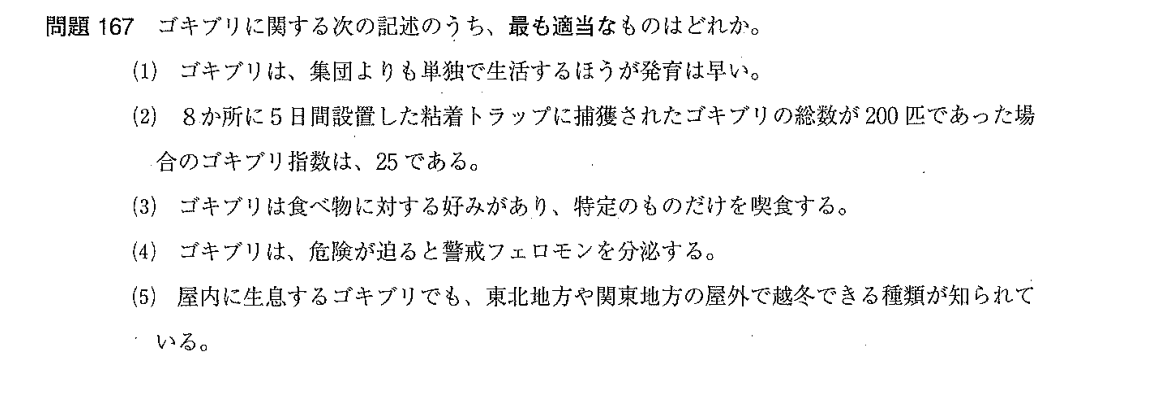 問題 167 ゴキブリに関する次の記述のうち、最も適当なものはどれか。
(1) ゴキブリは、集団よりも単独で生活するほうが発育は早い。
(2) 8か所に5日間設置した粘着トラップに捕獲されたゴキブリの総数が 200 匹であった場
合のゴキブリ指数は、25 である。
(3) ゴキブリは食べ物に対する好みがあり、特定のものだけを喫食する。
(4) ゴキブリは、危険が迫ると警戒フェロモンを分泌する。
(5) 屋内に生息するゴキブリでも、東北地方や関東地方の屋外で越冬できる種類が知られて
いる。